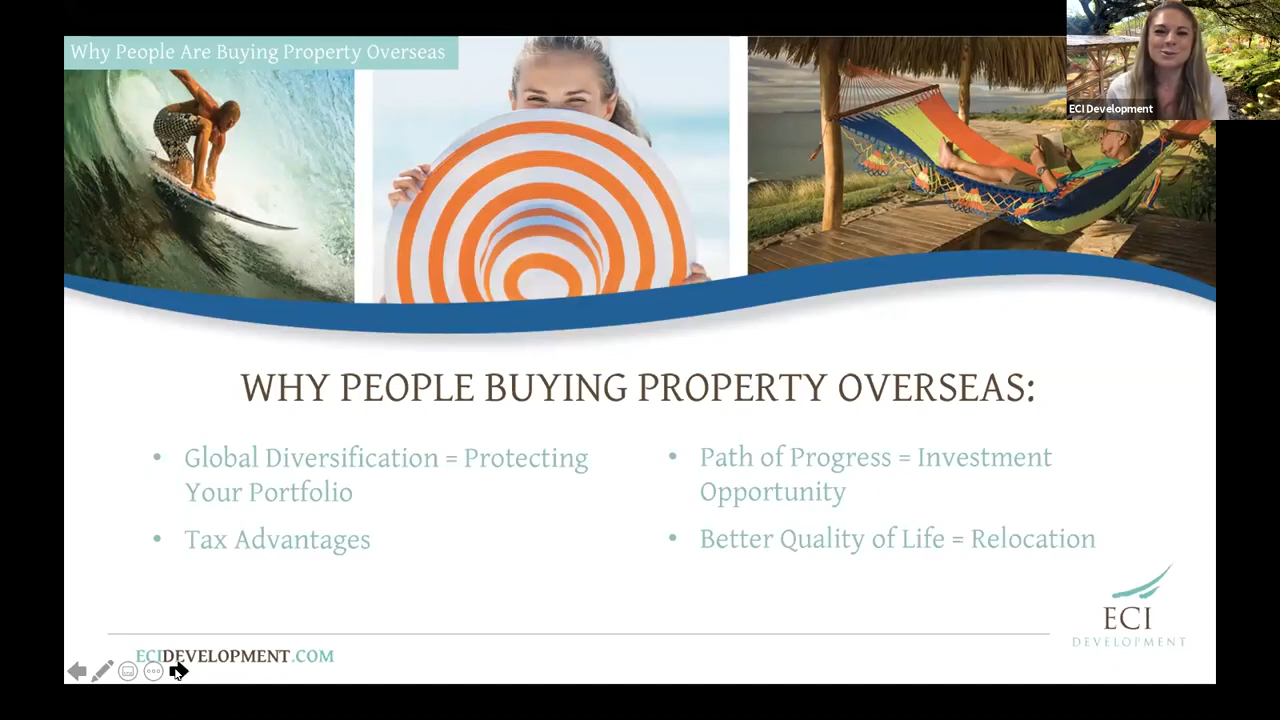 Why People Are Buying Property Overseas
ECI Development
WHY PEOPLE BUYING PROPERTY OVERSEAS:
• Global Diversification = Protecting
Your Portfolio
• Tax Advantages
• Path of Progress = Investment
Opportunity
• Better Quality of Life = Relocation
ECI
DEVELOPMENT
ECIDEVELOPMENT.COM